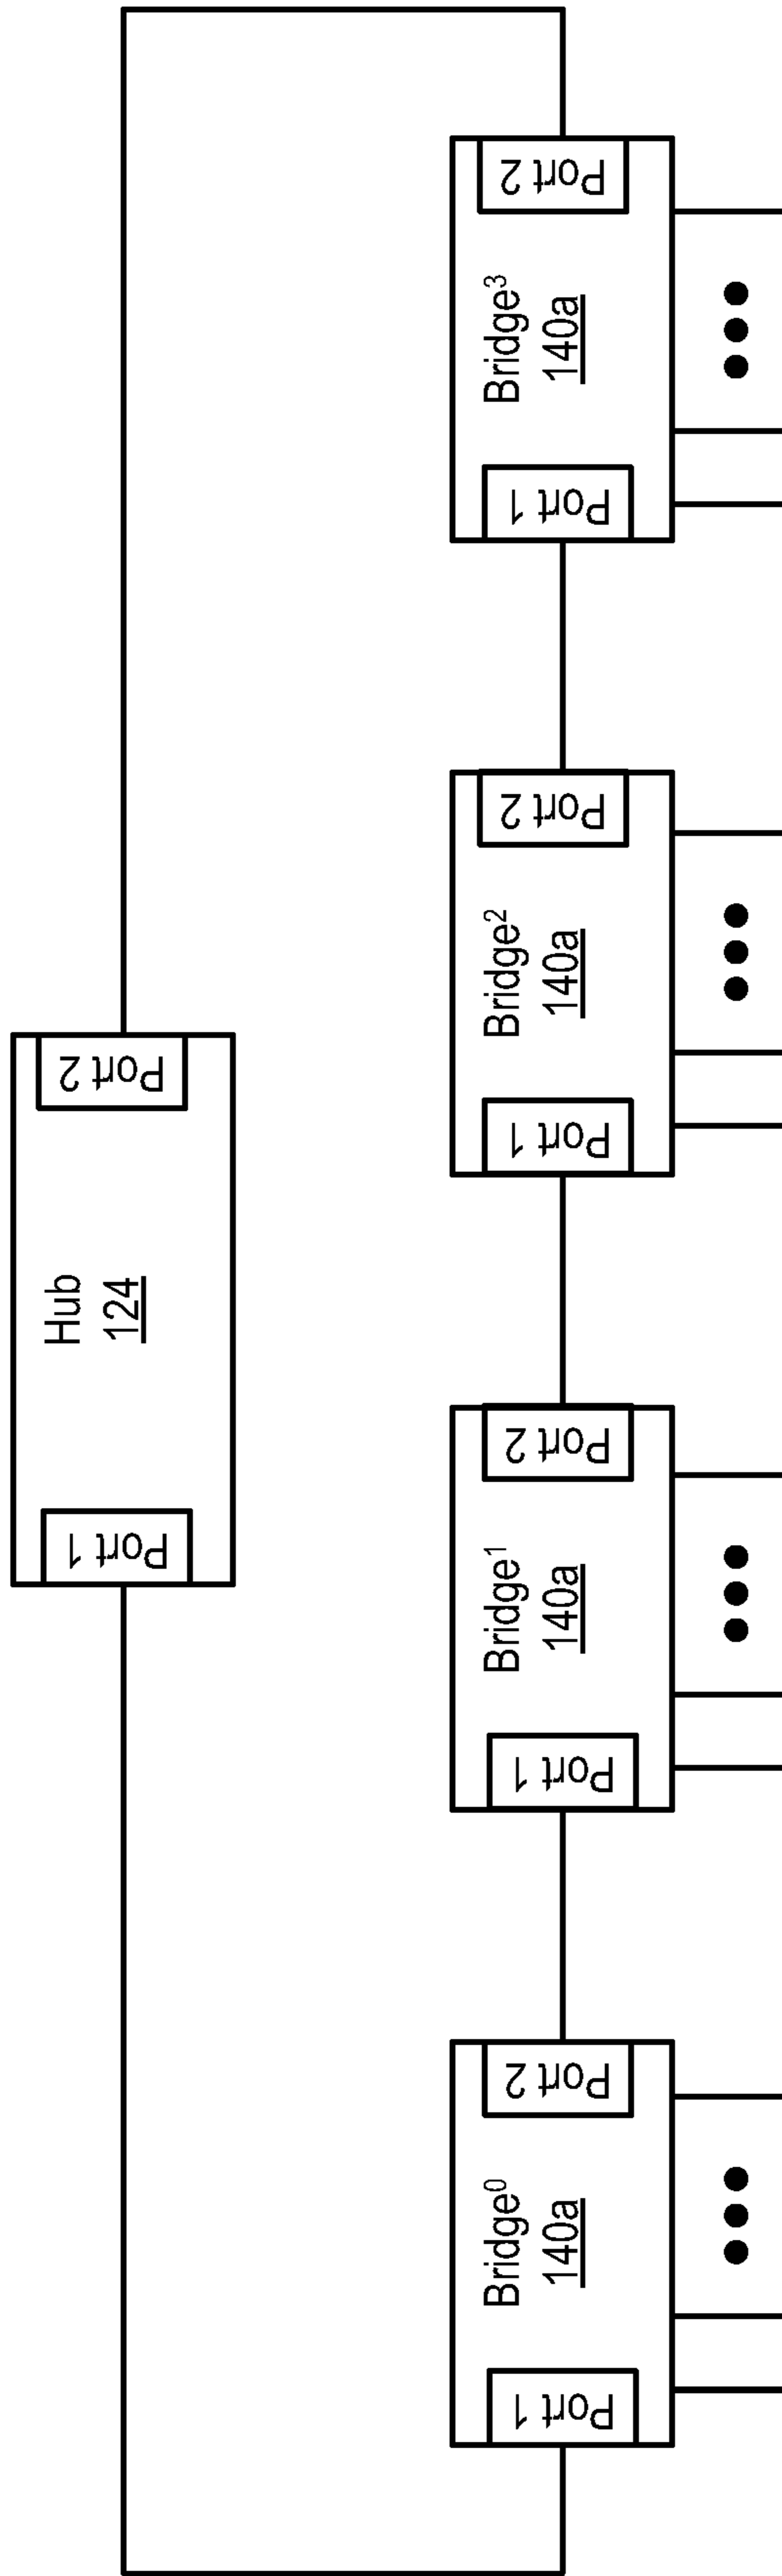 Hub
124
Port 1
Port 2
Bridge⁰
140a
Port 1
Port 2
Bridge¹
140a
Port 1
Port 2
Bridge²
140a
Port 1
Port 2
Bridge³
140a
Port 1
Port 2